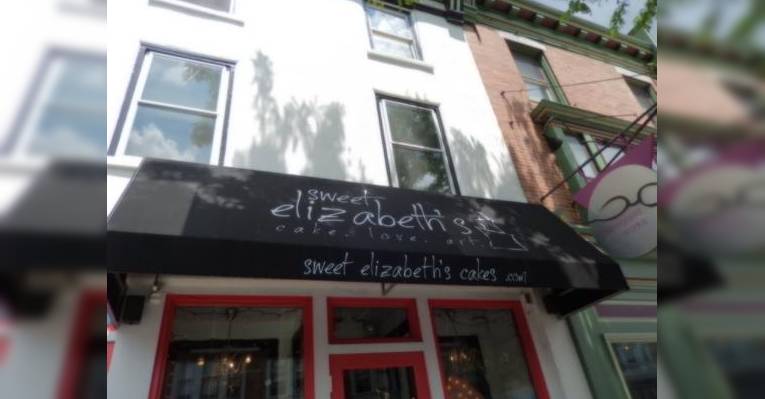 sweet
elizabeth's
cake. love. art.
sweet elizabeth's cakes .com